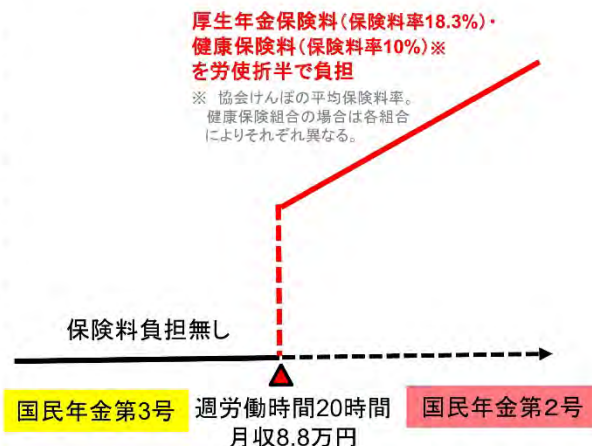 厚生年金保険料(保険料率18.3%)・
健康保険料(保険料率10%)※
を労使折半で負担
※ 協会けんぽの平均保険料率。
健康保険組合の場合は各組合
によりそれぞれ異なる。
保険料負担無し
国民年金第3号
週労働時間20時間
月収8.8万円
国民年金第2号